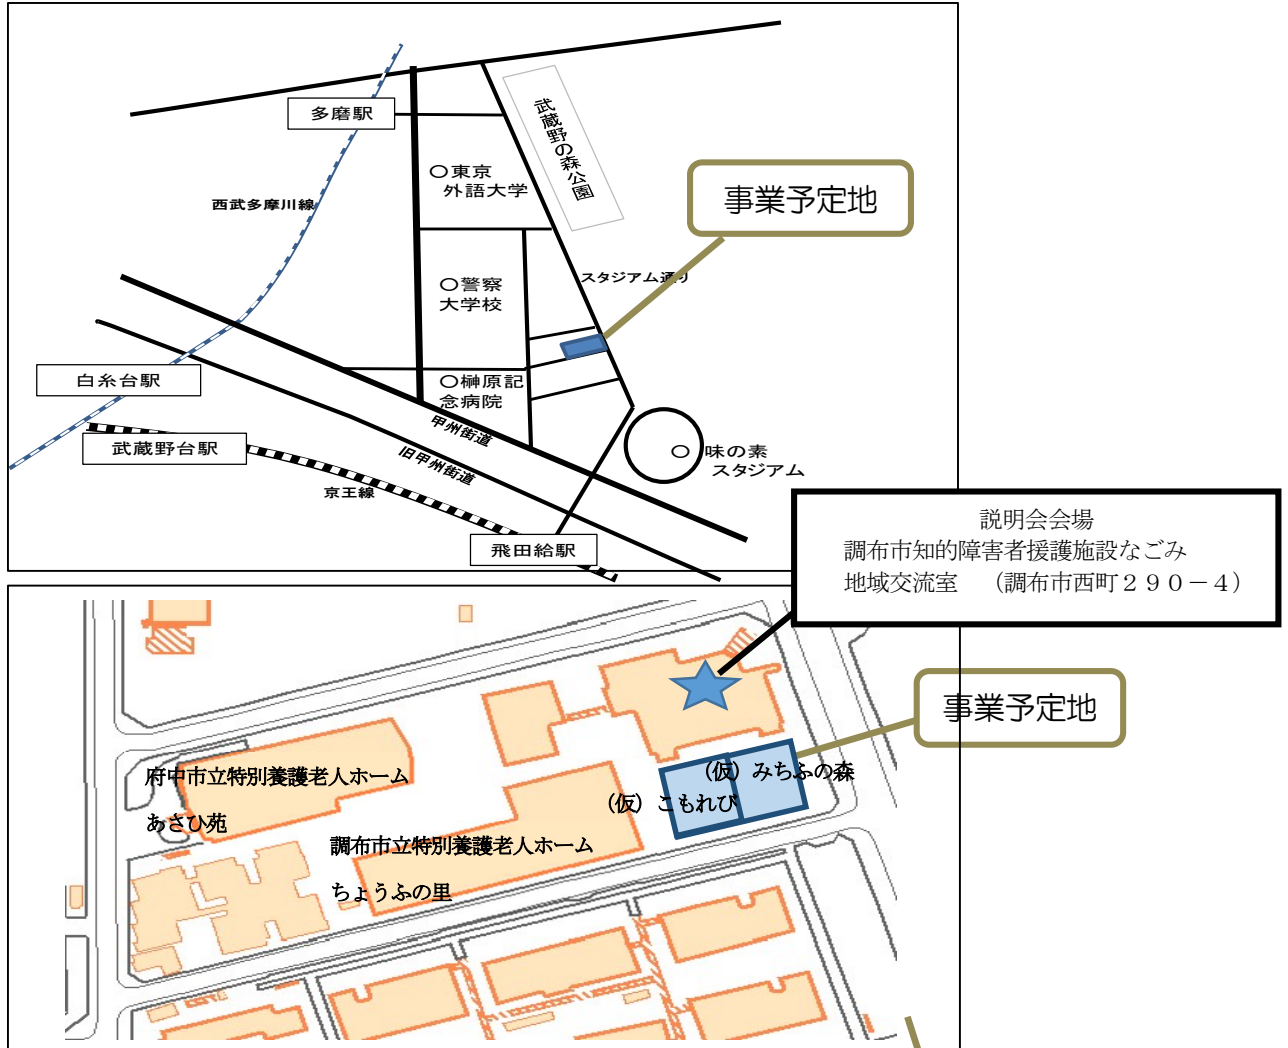 多磨駅
武蔵野の森公園
○東京
外語大学
事業予定地
西武多摩川線
スタジアム通り
○警察
大学校
白糸台駅
○榊原記
念病院
甲州街道
武蔵野台駅
旧甲州街道
○ 味の素
スタジアム
京王線
飛田給駅
説明会会場
調布市知的障害者援護施設なごみ
地域交流室 （調布市西町２９０－４）
事業予定地
(仮) みちふの森
(仮) こもれび
府中市立特別養護老人ホーム
あさひ苑
調布市立特別養護老人ホーム
ちょうふの里